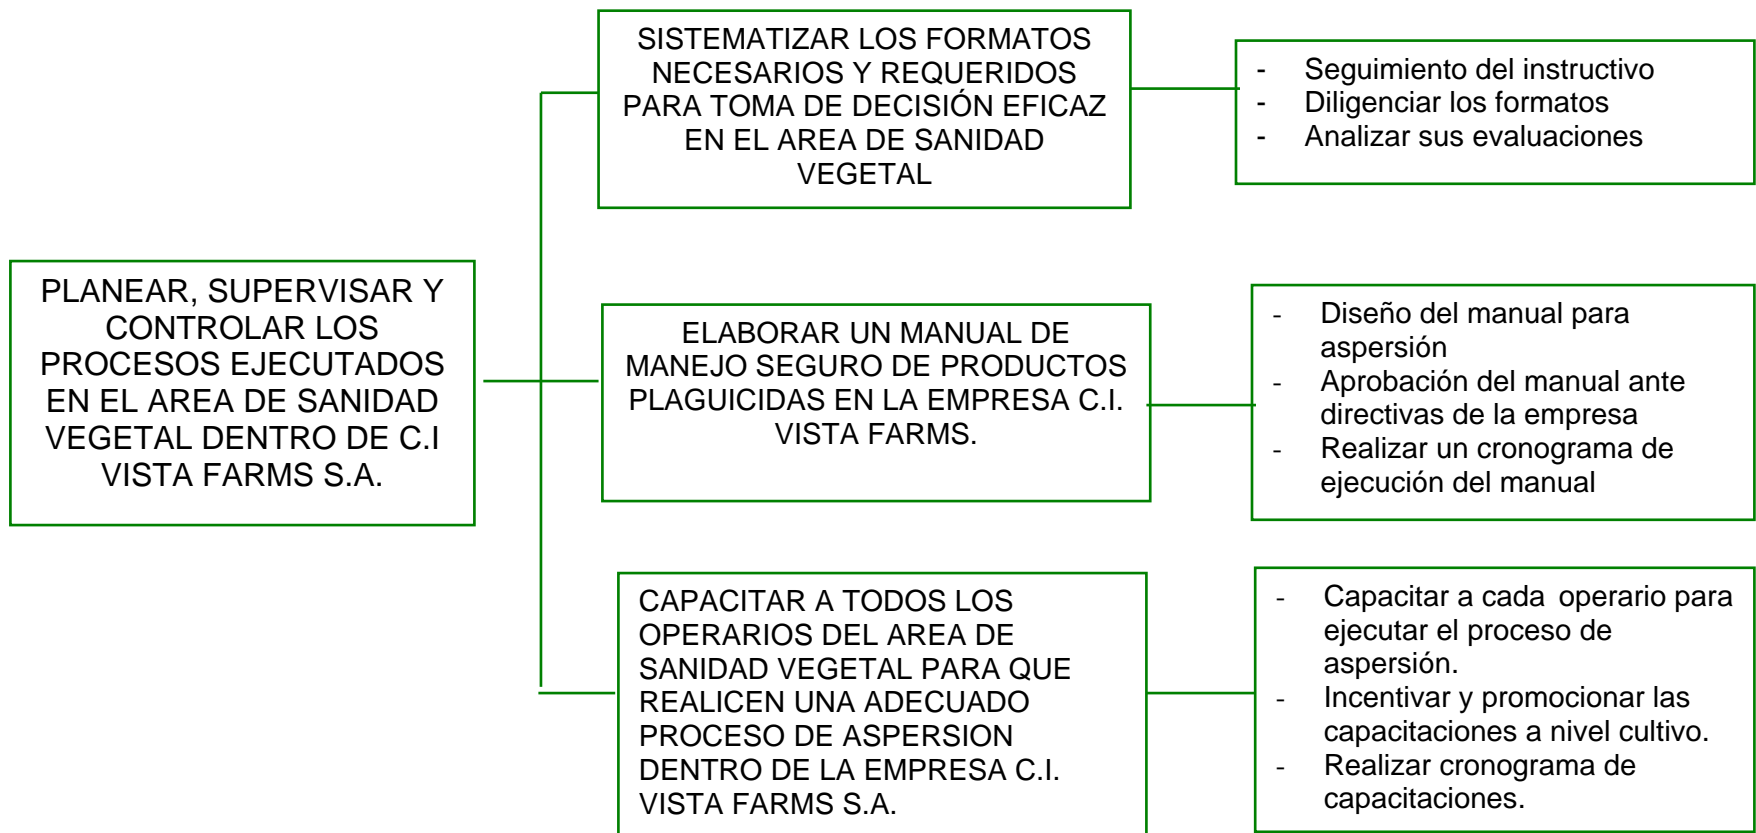 SISTEMATIZAR LOS FORMATOS
NECESARIOS Y REQUERIDOS
PARA TOMA DE DECISIÓN EFICAZ
EN EL AREA DE SANIDAD
VEGETAL
- Seguimiento del instructivo
- Diligenciar los formatos
- Analizar sus evaluaciones
PLANEAR, SUPERVISAR Y
CONTROLAR LOS
PROCESOS EJECUTADOS
EN EL AREA DE SANIDAD
VEGETAL DENTRO DE C.I
VISTA FARMS S.A.
ELABORAR UN MANUAL DE
MANEJO SEGURO DE PRODUCTOS
PLAGUICIDAS EN LA EMPRESA C.I.
VISTA FARMS.
- Diseño del manual para
aspersión
- Aprobación del manual ante
directivas de la empresa
- Realizar un cronograma de
ejecución del manual
CAPACITAR A TODOS LOS
OPERARIOS DEL AREA DE
SANIDAD VEGETAL PARA QUE
REALICEN UNA ADECUADO
PROCESO DE ASPERSION
DENTRO DE LA EMPRESA C.I.
VISTA FARMS S.A.
- Capacitar a cada operario para
ejecutar el proceso de
aspersión.
- Incentivar y promocionar las
capacitaciones a nivel cultivo.
- Realizar cronograma de
capacitaciones.